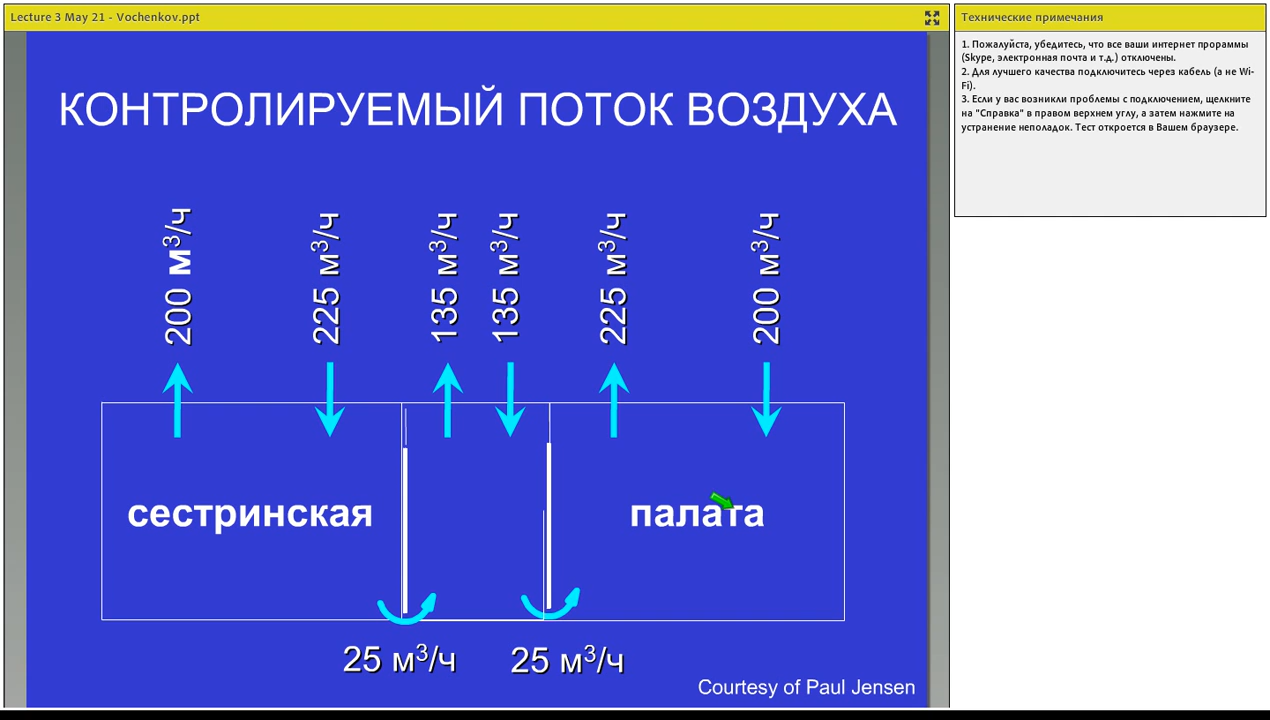 Lecture 3 May 21 - Vochenkov.ppt
КОНТРОЛИРУЕМЫЙ ПОТОК ВОЗДУХА
200 м³/ч
225 м³/ч
135 м³/ч
135 м³/ч
225 м³/ч
200 м³/ч
сестринская
палата
25 м³/ч
25 м³/ч
Courtesy of Paul Jensen
Технические примечания
1. Пожалуйста, убедитесь, что все ваши интернет прораммы
(Skype, электронная почта и т.д.) отключены.
2. Для лучшего качества подключитесь через кабель (а не Wi-
Fi).
3. Если у вас возникли проблемы с подключением, щелкните
на "Справка" в правом верхнем углу, а затем нажмите на
устранение неполадок. Тест откроется в Вашем браузере.